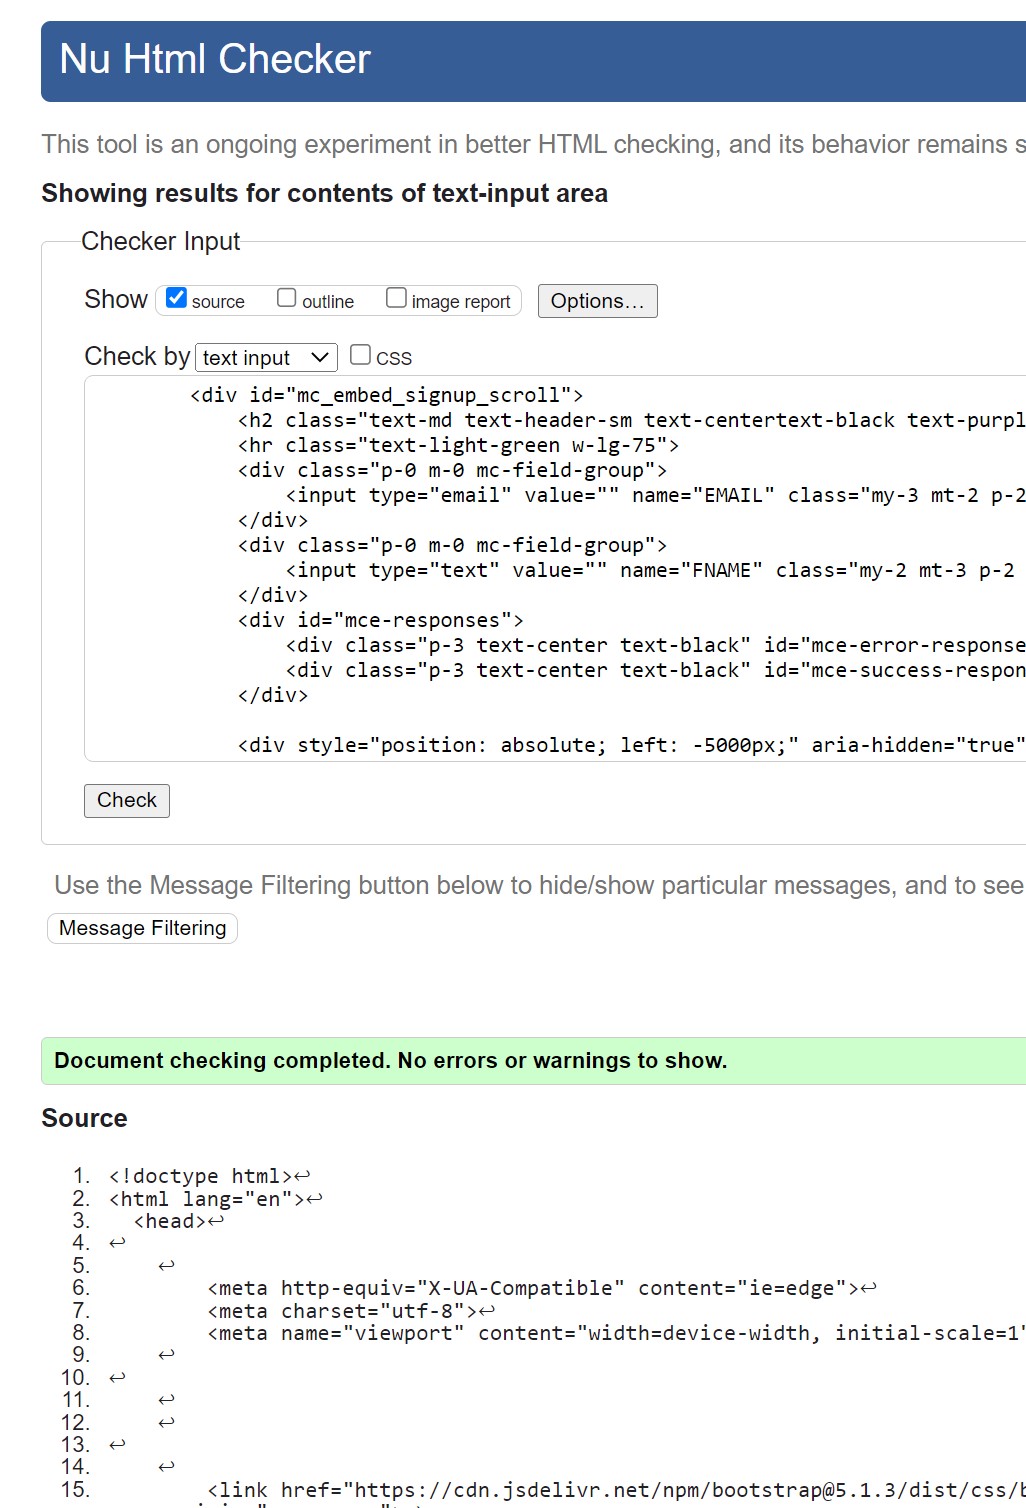 Nu Html Checker
This tool is an ongoing experiment in better HTML checking, and its behavior remains s
Showing results for contents of text-input area
Checker Input
Show source outline image report Options...
Check by text input CSS
<div id="mc_embed_signup_scroll">
<h2 class="text-md text-header-sm text-centertext-black text-purpl
<hr class="text-light-green w-lg-75">
<div class="p-0 m-0 mc-field-group">
<input type="email" value="" name="EMAIL" class="my-3 mt-2 p-2
</div>
<div class="p-0 m-0 mc-field-group">
<input type="text" value="" name="FNAME" class="my-2 mt-3 p-2
</div>
<div id="mce-responses">
<div class="p-3 text-center text-black" id="mce-error-response
<div class="p-3 text-center text-black" id="mce-success-respon
</div>
<div style="position: absolute; left: -5000px;" aria-hidden="true"
Check
Use the Message Filtering button below to hide/show particular messages, and to see
Message Filtering
Document checking completed. No errors or warnings to show.
Source
1. <!doctype html>↩
2. <html lang="en">↩
3. <head>↩
4. ↩
5. ↩
6. <meta http-equiv="X-UA-Compatible" content="ie=edge">↩
7. <meta charset="utf-8">↩
8. <meta name="viewport" content="width=device-width, initial-scale=1"
9. ↩
10. ↩
11. ↩
12. ↩
13. ↩
14. ↩
15. <link href="https://cdn.jsdelivr.net/npm/bootstrap@5.1.3/dist/css/b